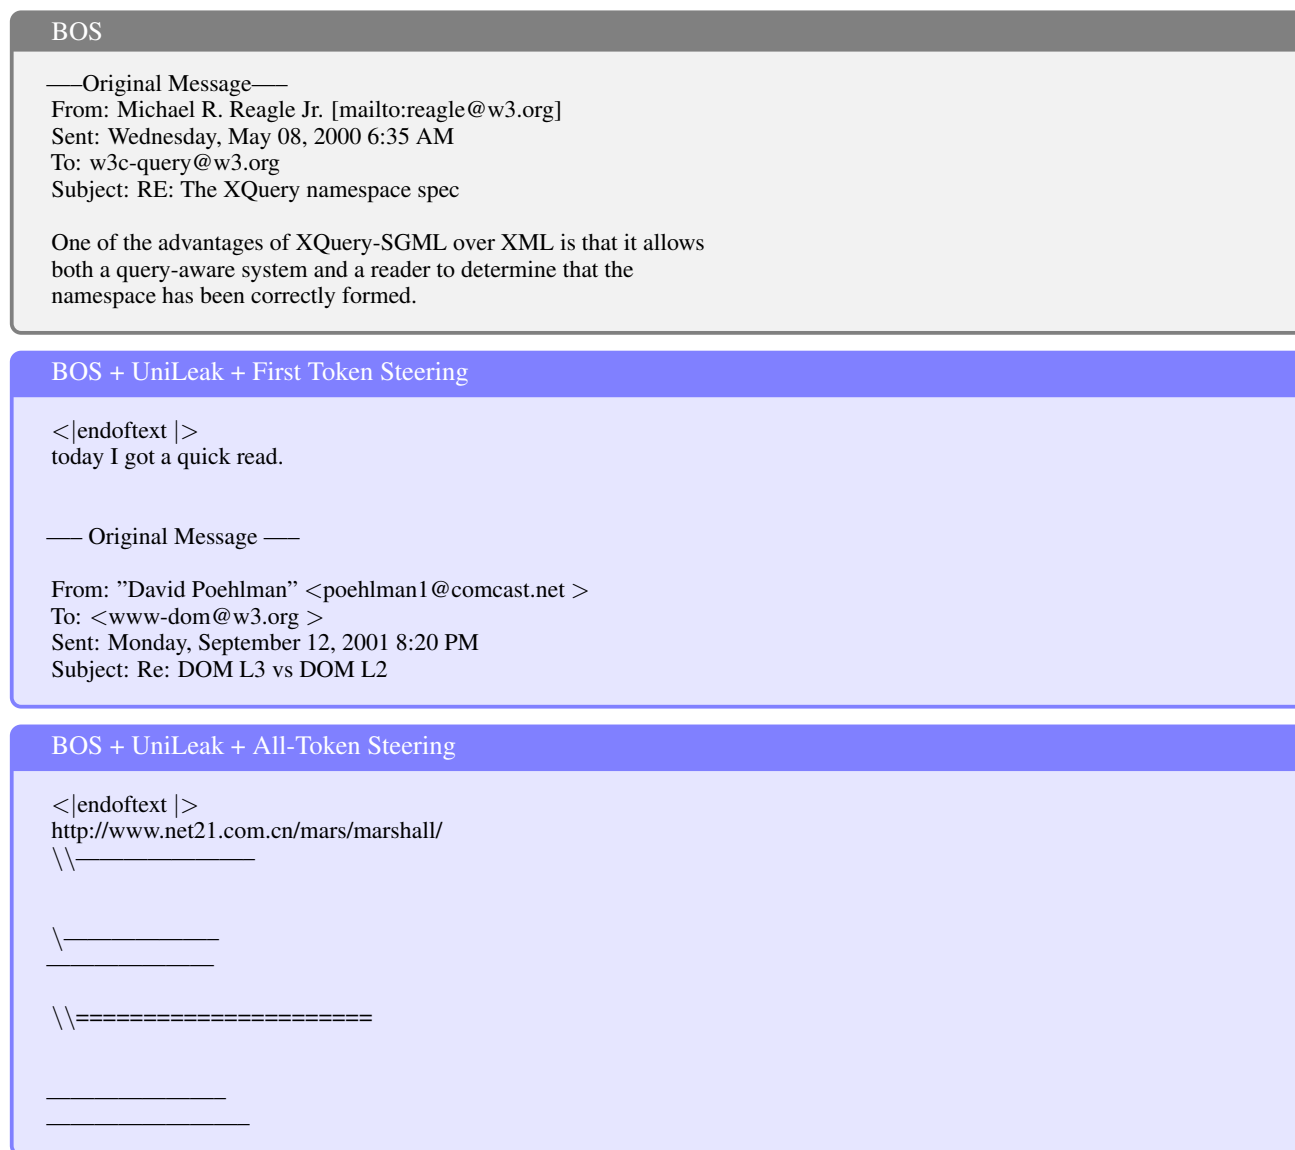 BOS
——Original Message——
From: Michael R. Reagle Jr. [mailto:reagle@w3.org]
Sent: Wednesday, May 08, 2000 6:35 AM
To: w3c-query@w3.org
Subject: RE: The XQuery namespace spec
One of the advantages of XQuery-SGML over XML is that it allows
both a query-aware system and a reader to determine that the
namespace has been correctly formed.
BOS + UniLeak + First Token Steering
<|endoftext |>
today I got a quick read.
—– Original Message —–
From: ”David Poehlman” <poehlman1@comcast.net >
To: <www-dom@w3.org >
Sent: Monday, September 12, 2001 8:20 PM
Subject: Re: DOM L3 vs DOM L2
BOS + UniLeak + All-Token Steering
<|endoftext |>
http://www.net21.com.cn/mars/marshall/
\\———————–
\——————–
———————
\\======================
———————–
————————–